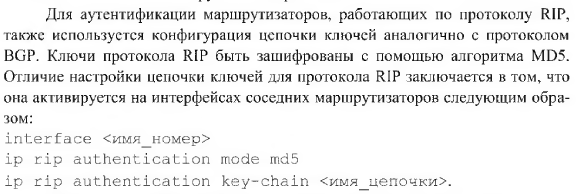 Для аутентификации маршрутизаторов, работающих по протоколу RIP,
также используется конфигурация цепочки ключей аналогично с протоколом
BGP. Ключи протокола RIP быть зашифрованы с помощью алгоритма MD5.
Отличие настройки цепочки ключей для протокола RIP заключается в том, что
она активируется на интерфейсах соседних маршрутизаторов следующим обра-
зом:
interface <имя_номер>
ip rip authentication mode md5
ip rip authentication key-chain <имя_цепочки>.